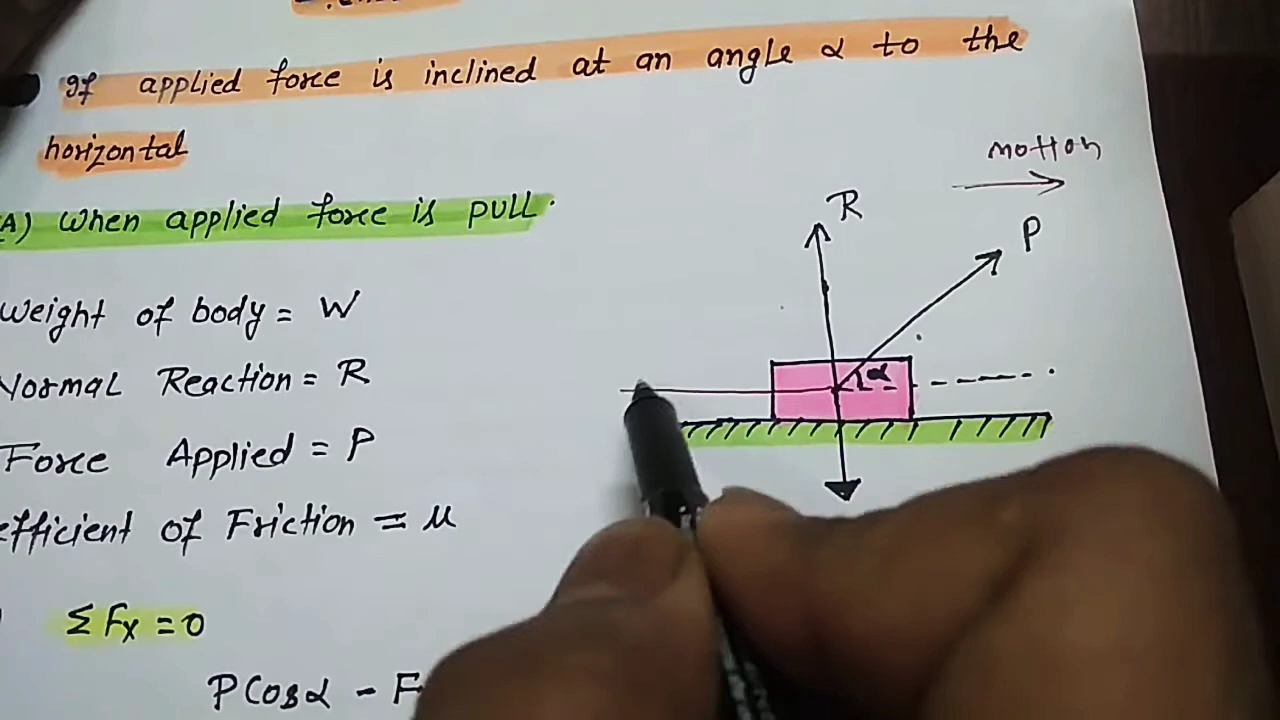 If applied force is inclined at an angle α to the
horizontal
motion
A) When applied force is PULL.
R
P
α
Weight of body = W
Normal Reaction = R
Force Applied = P
efficient of Friction = μ
Σ Fx = 0
P Cos α - F